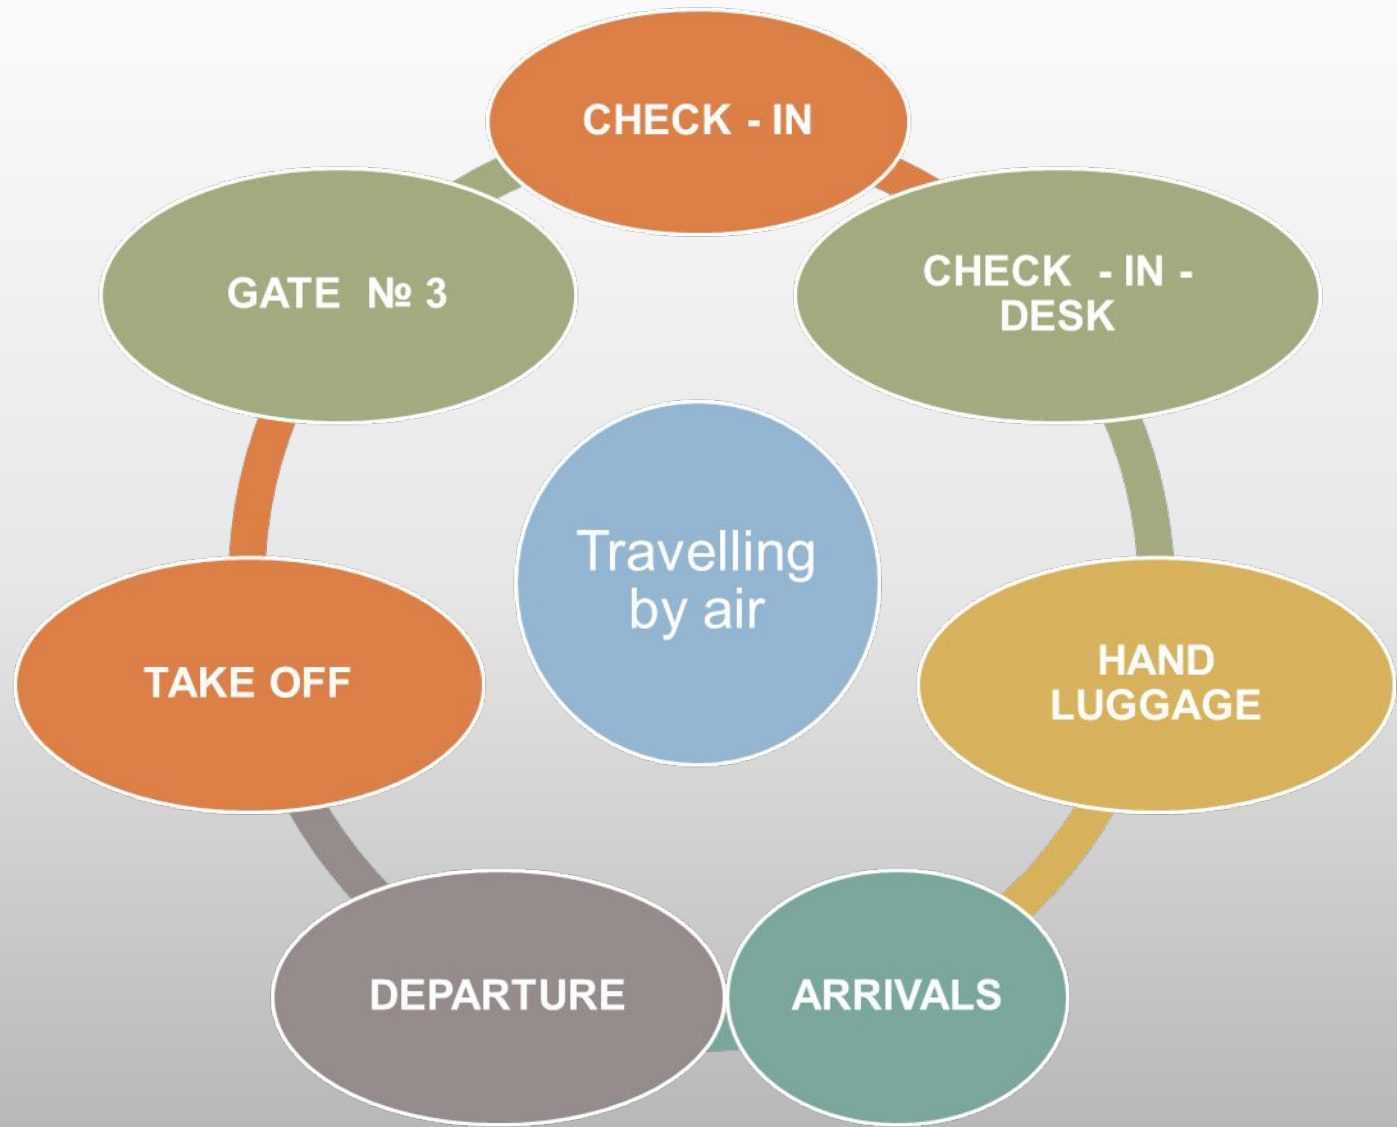 CHECK - IN
GATE № 3
CHECK - IN -
DESK
Travelling
by air
TAKE OFF
HAND
LUGGAGE
DEPARTURE
ARRIVALS